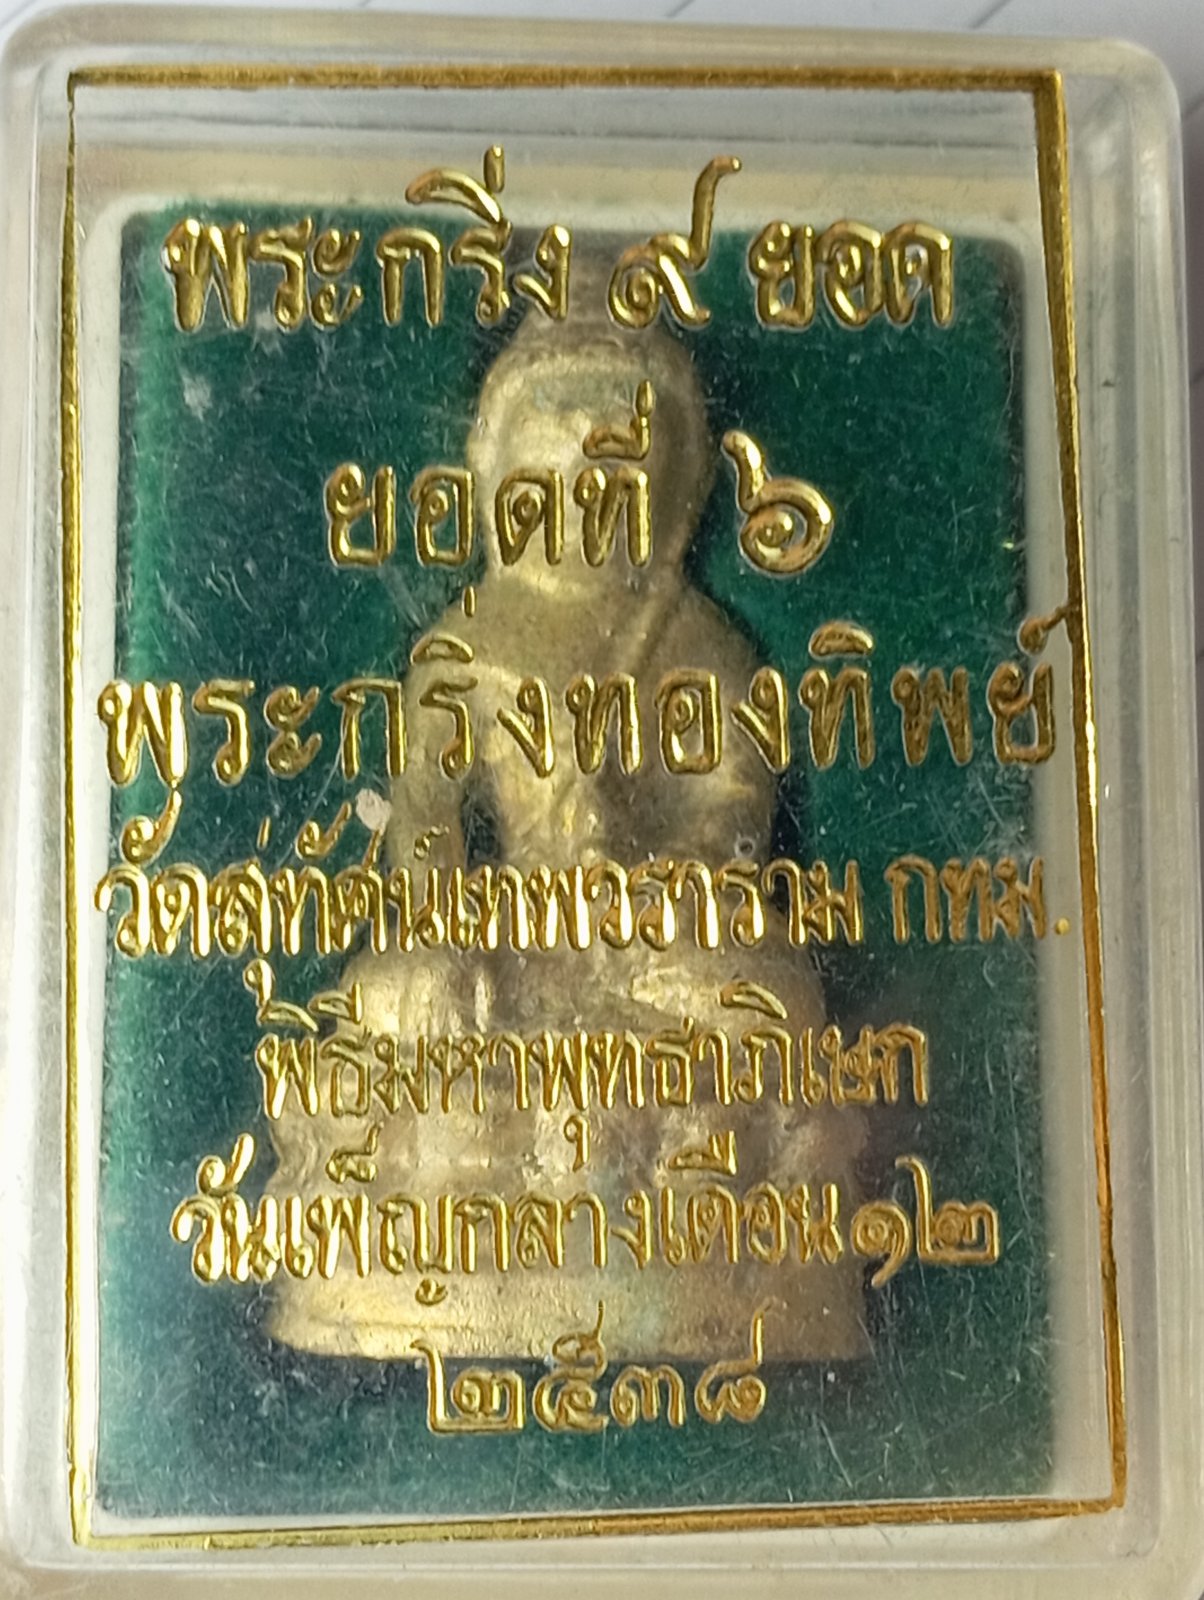 พระกริ่ง ๙ ยอด
ยอดที่ ๖
พระกริ่งทองทิพย์
วัดสุทัศน์เทพวราราม กทม.
พิธีมหาพุทธาภิเษก
วันเพ็ญกลางเดือน ๑๒
๒๕๓๘